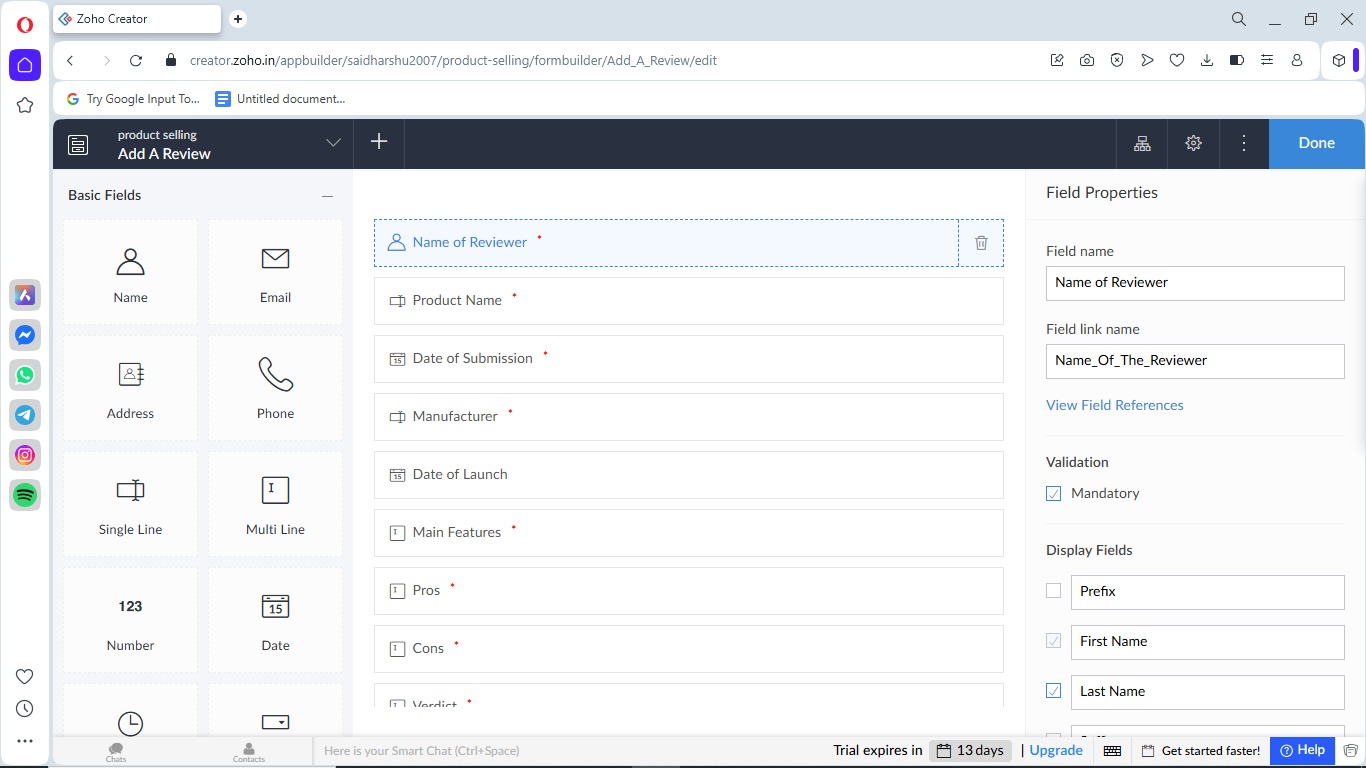 Zoho Creator
creator.zoho.in/appbuilder/saidharshu2007/product-selling/formbuilder/Add_A_Review/edit
Try Google Input To...
Untitled document...
product selling
Add A Review
Done
Basic Fields
Name
Email
Address
Phone
Single Line
Multi Line
123
Number
15
Date
Name of Reviewer *
Product Name *
15 Date of Submission *
Manufacturer *
15 Date of Launch
Main Features *
Pros *
Cons *
Verdict *
Field Properties
Field name
Name of Reviewer
Field link name
Name_Of_The_Reviewer
View Field References
Validation
Mandatory
Display Fields
Prefix
First Name
Last Name
Chats
Contacts
Here is your Smart Chat (Ctrl+Space)
Trial expires in 13 days | Upgrade
Get started faster!
Help